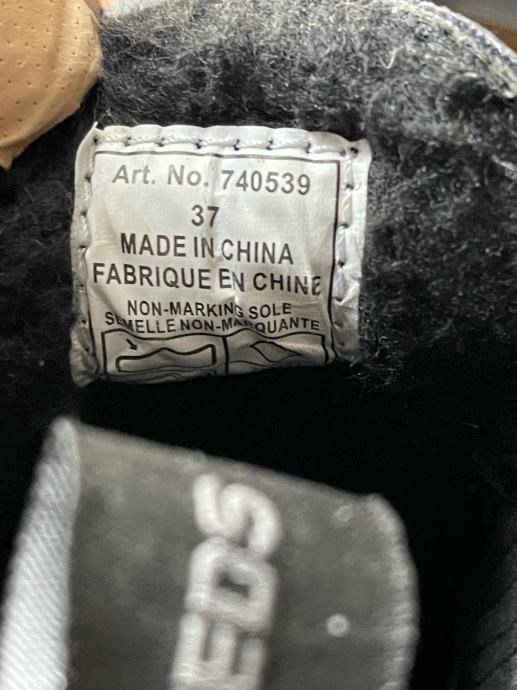 Art. No. 740539
37
MADE IN CHINA
FABRIQUE EN CHINE
NON-MARKING SOLE
SEMELLE NON-MARQUANTE
EDS